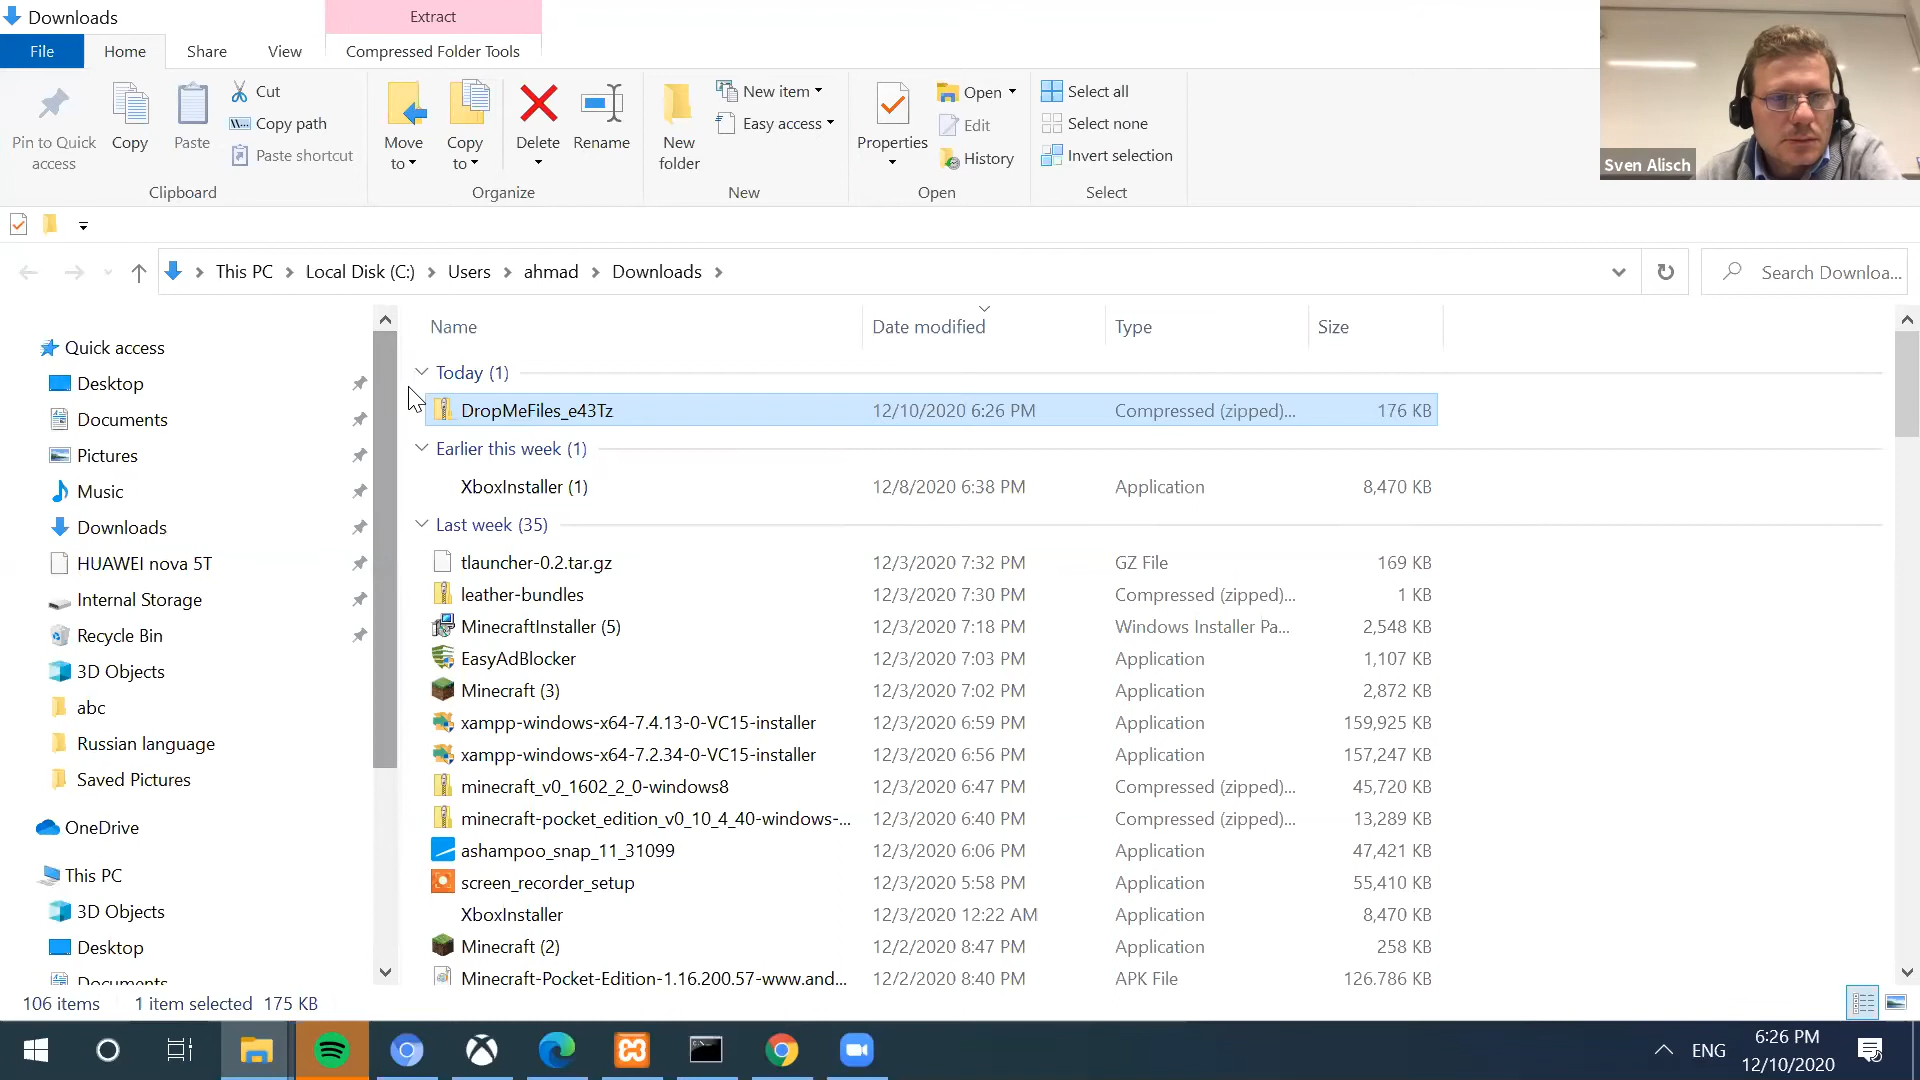 Downloads
Extract
File
Home
Share
View
Compressed Folder Tools
Pin to Quick access
Copy
Paste
Cut
Copy path
Paste shortcut
Clipboard
Move to
Copy to
Delete
Rename
Organize
New folder
New item
Easy access
New
Properties
Open
Edit
History
Open
Select all
Select none
Invert selection
Select
Sven Alisch
This PC
Local Disk (C:)
Users
ahmad
Downloads
Search Downloa...
Name
Date modified
Type
Size
Quick access
Desktop
Documents
Pictures
Music
Downloads
HUAWEI nova 5T
Internal Storage
Recycle Bin
3D Objects
abc
Russian language
Saved Pictures
OneDrive
This PC
3D Objects
Desktop
Documents
Today (1)
DropMeFiles_e43Tz 12/10/2020 6:26 PM Compressed (zipped)... 176 KB
Earlier this week (1)
XboxInstaller (1) 12/8/2020 6:38 PM Application 8,470 KB
Last week (35)
tlauncher-0.2.tar.gz 12/3/2020 7:32 PM GZ File 169 KB
leather-bundles 12/3/2020 7:30 PM Compressed (zipped)... 1 KB
MinecraftInstaller (5) 12/3/2020 7:18 PM Windows Installer Pa... 2,548 KB
EasyAdBlocker 12/3/2020 7:03 PM Application 1,107 KB
Minecraft (3) 12/3/2020 7:02 PM Application 2,872 KB
xampp-windows-x64-7.4.13-0-VC15-installer 12/3/2020 6:59 PM Application 159,925 KB
xampp-windows-x64-7.2.34-0-VC15-installer 12/3/2020 6:56 PM Application 157,247 KB
minecraft_v0_1602_2_0-windows8 12/3/2020 6:47 PM Compressed (zipped)... 45,720 KB
minecraft-pocket_edition_v0_10_4_40-windows-... 12/3/2020 6:40 PM Compressed (zipped)... 13,289 KB
ashampoo_snap_11_31099 12/3/2020 6:06 PM Application 47,421 KB
screen_recorder_setup 12/3/2020 5:58 PM Application 55,410 KB
XboxInstaller 12/3/2020 12:22 AM Application 8,470 KB
Minecraft (2) 12/2/2020 8:47 PM Application 258 KB
Minecraft-Pocket-Edition-1.16.200.57-www.and... 12/2/2020 8:40 PM APK File 126,786 KB
106 items 1 item selected 175 KB
ENG
6:26 PM
12/10/2020